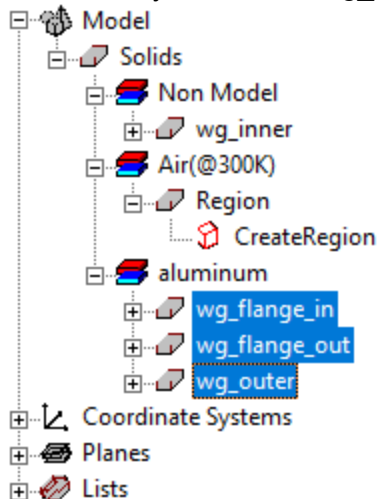 Model
Solids
Non Model
wg_inner
Air(@300K)
Region
CreateRegion
aluminum
wg_flange_in
wg_flange_out
wg_outer
Coordinate Systems
Planes
Lists